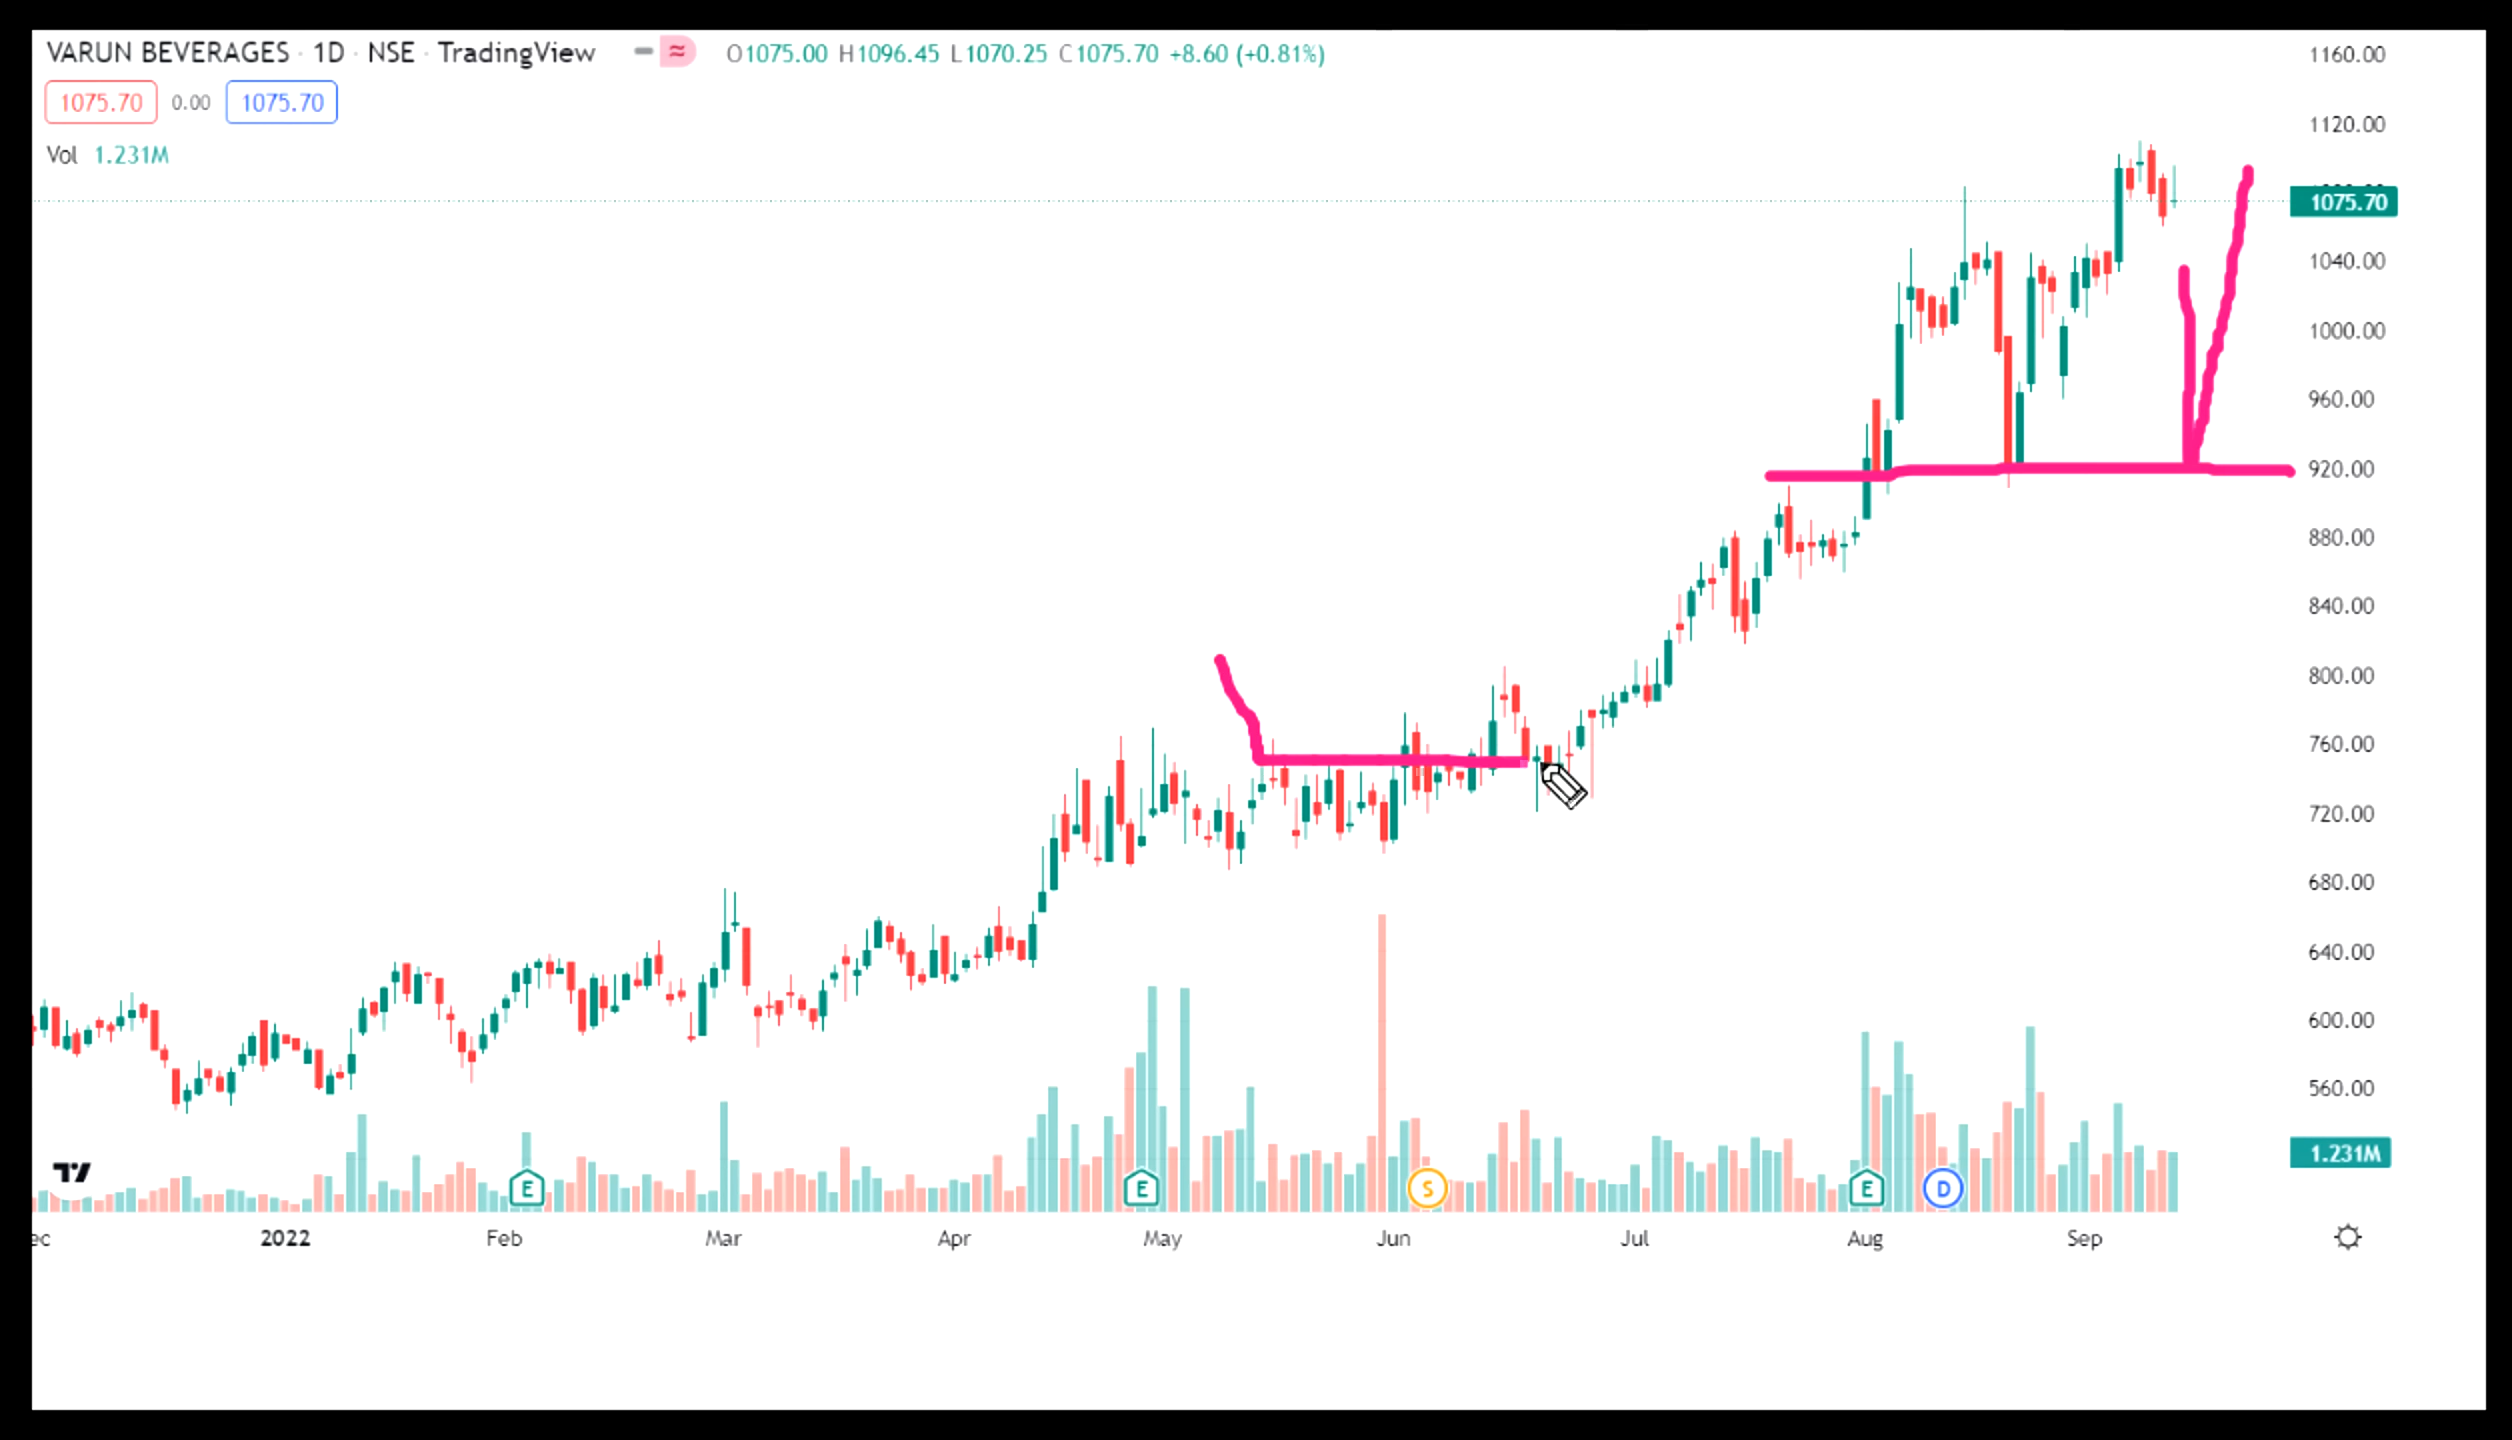 VARUN BEVERAGES · 1D · NSE · TradingView O1075.00 H1096.45 L1070.25 C1075.70 +8.60 (+0.81%)
1075.70 0.00 1075.70
Vol 1.231M
1160.00
1120.00
1075.70
1040.00
1000.00
960.00
920.00
880.00
840.00
800.00
760.00
720.00
680.00
640.00
600.00
560.00
1.231M
E E S E D
ec 2022 Feb Mar Apr May Jun Jul Aug Sep